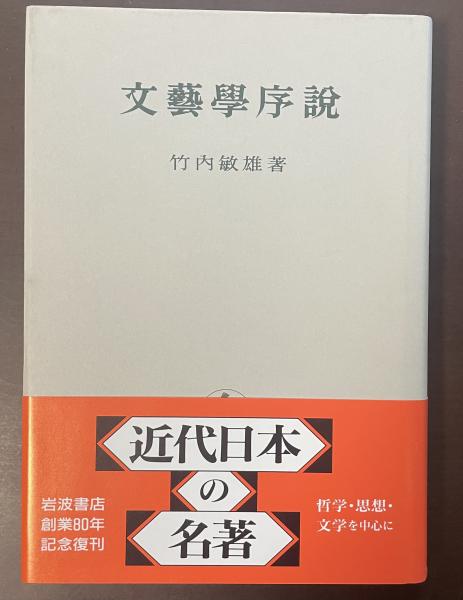 文藝學序說
竹內敏雄著
近代日本
の
名著
岩波書店
創業80年
記念復刊
哲学・思想・
文学を中心に